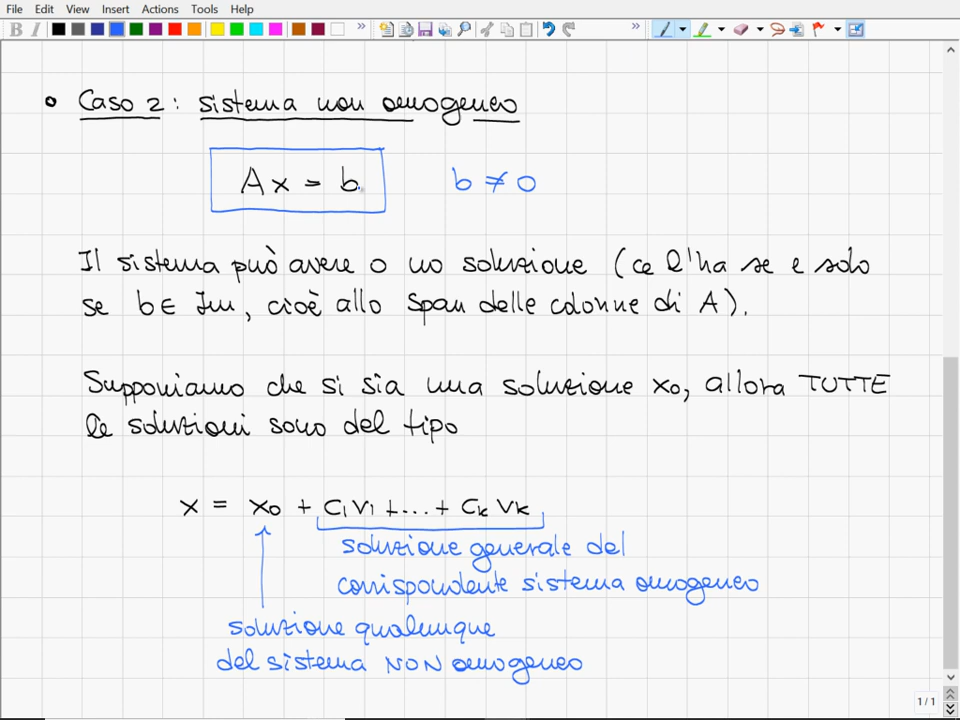 File Edit View Insert Actions Tools Help
B I
• Caso 2: sistema non omogeneo
Ax = b b ≠ 0
Il sistema può avere o no soluzione (ce l'ha se e solo
se b ∈ Im, cioè allo Span delle colonne di A).
Supponiamo che si sia una soluzione x0, allora TUTTE
le soluzioni sono del tipo
x = x0 + c1v1 + ... + ckvk
soluzione generale del
corrispondente sistema omogeneo
soluzione qualunque
del sistema NON omogeneo
1 / 1